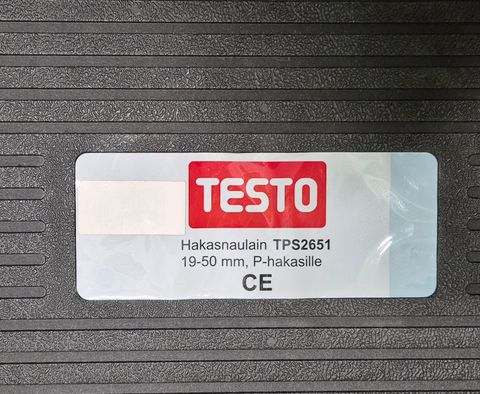 TESTO
Hakasnaulain TPS2651
19-50 mm, P-hakasille
CE